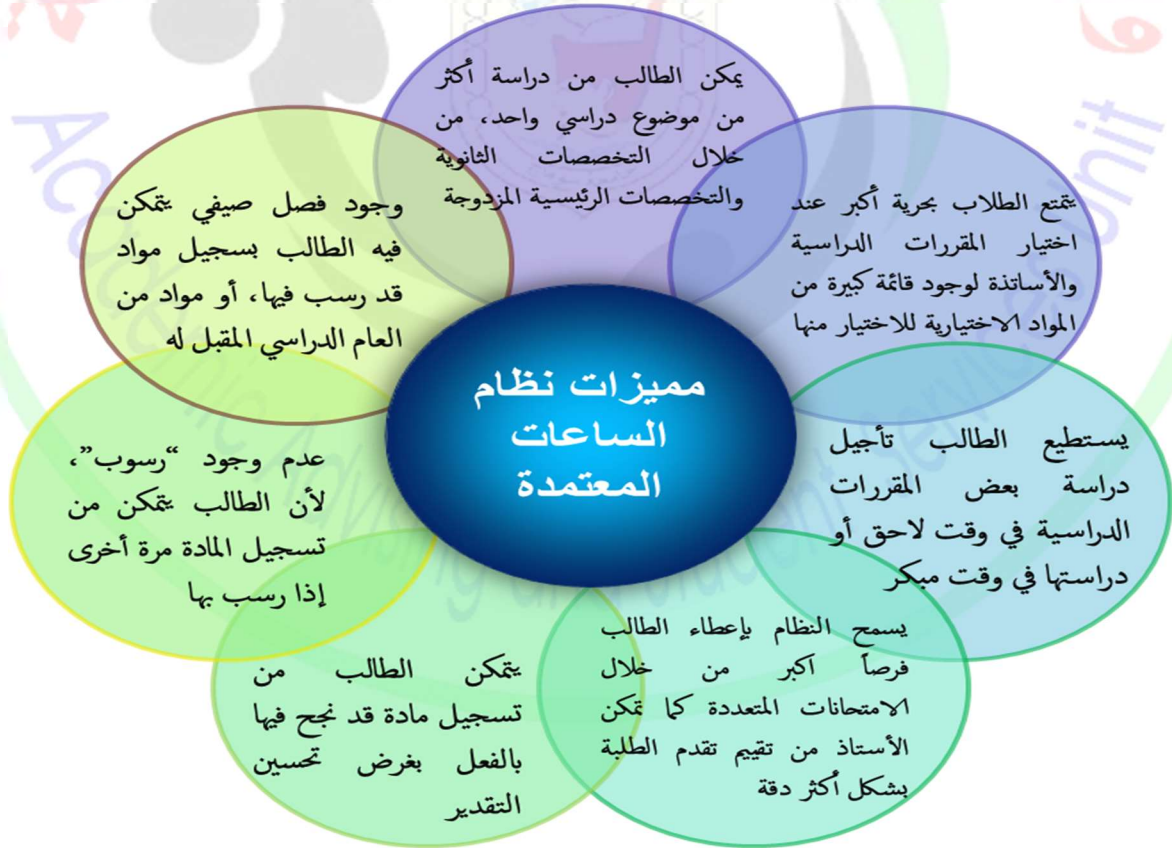 مميزات نظام
الساعات
المعتمدة
يمكن الطالب من دراسة أكثر
من موضوع دراسي واحد، من
خلال التخصصات الثانوية
والتخصصات الرئيسية المزدوجة
يتمتع الطلاب بحرية أكبر عند
اختيار المقررات الدراسية
والأساتذة لوجود قائمة كبيرة من
المواد الاختيارية للاختيار منها
يستطيع الطالب تأجيل
دراسة بعض المقررات
الدراسية في وقت لاحق أو
دراستها في وقت مبكر
يسمح النظام بإعطاء الطالب
فرصاً اكبر من خلال
الامتحانات المتعددة كما تمكن
الأستاذ من تقييم تقدم الطلبة
بشكل أكثر دقة
يتمكن الطالب من
تسجيل مادة قد نجح فيها
بالفعل بغرض تحسين
التقدير
عدم وجود “رسوب”،
لأن الطالب يتمكن من
تسجيل المادة مرة أخرى
إذا رسب بها
وجود فصل صيفي يتمكن
فيه الطالب بسجيل مواد
قد رسب فيها، أو مواد من
العام الدراسي المقبل له
Academic Advising
Services Unit